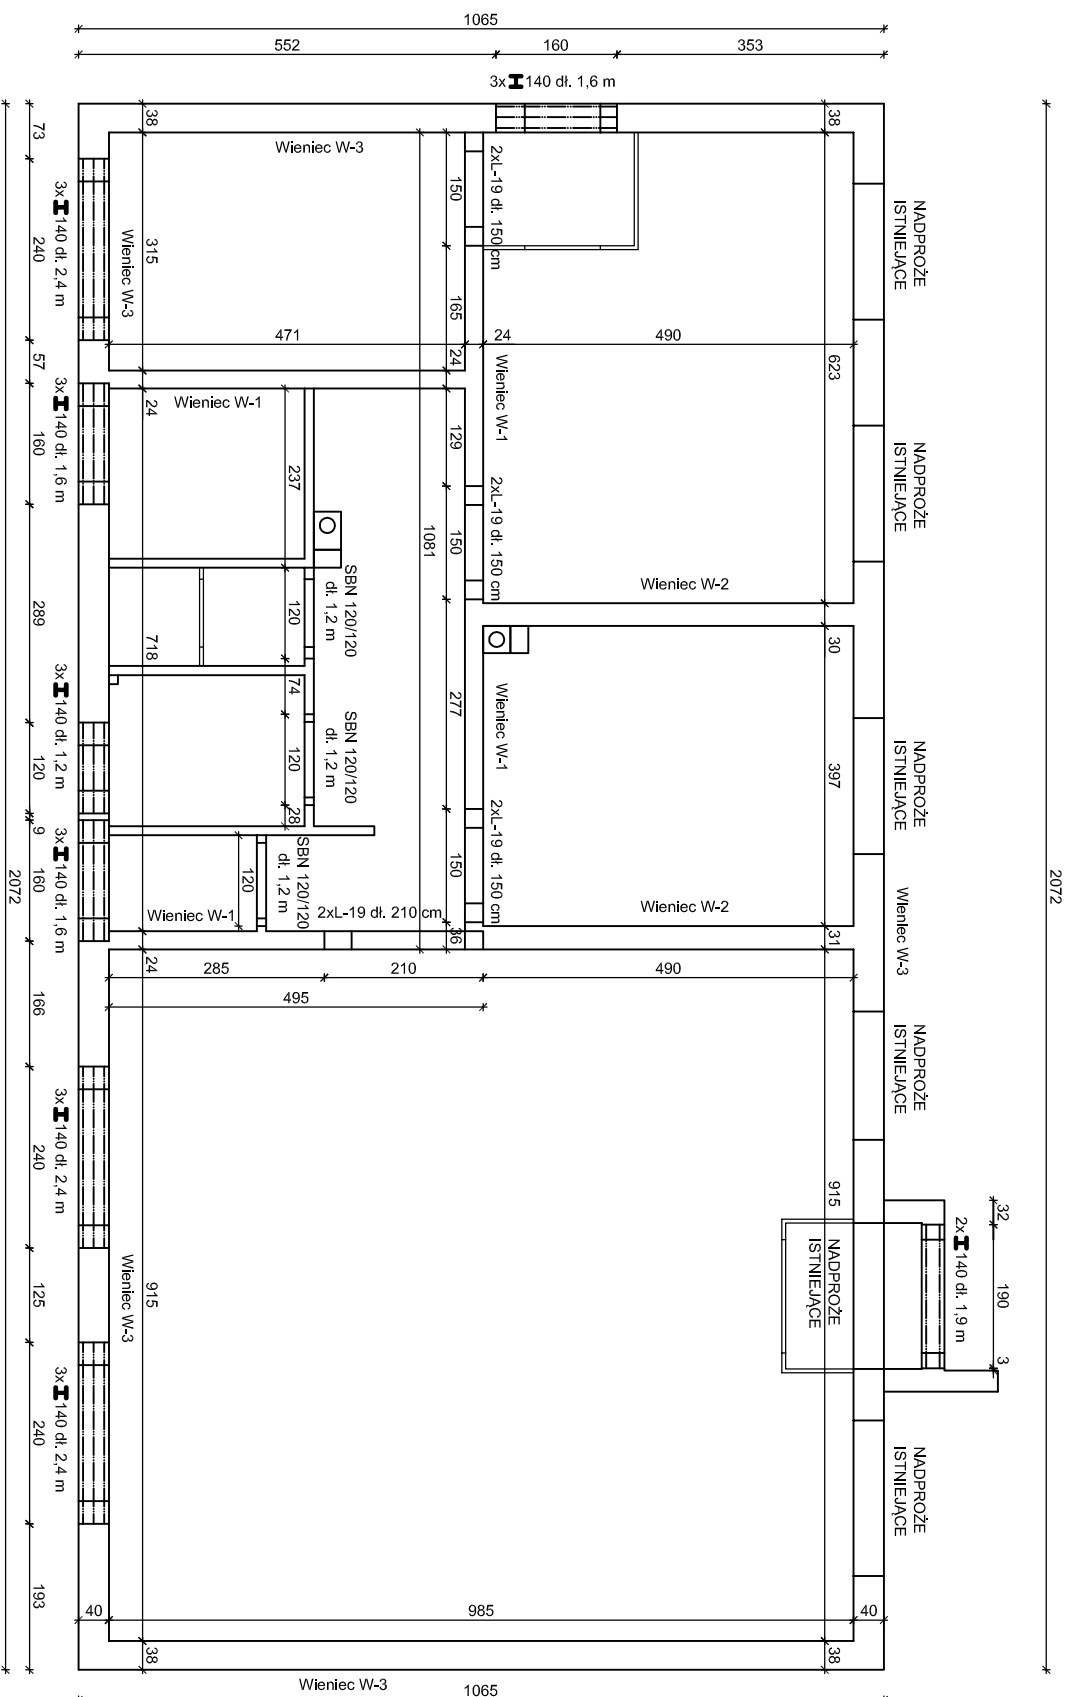 1065
552
160
353
3x I 140 dł. 1,6 m
38
38
Wieniec W-3
73
240
57
160
289
120
9
160
166
240
125
240
193
2072
2072
3x I 140 dł. 2,4 m
3x I 140 dł. 1,6 m
3x I 140 dł. 1,2 m
3x I 140 dł. 1,6 m
3x I 140 dł. 2,4 m
3x I 140 dł. 2,4 m
Wieniec W-3
315
150
165
2xL-19 dł. 150 cm
NADPROŻE
ISTNIEJĄCE
471
24
490
24
24
623
Wieniec W-1
Wieniec W-1
237
129
150
1081
2xL-19 dł. 150 cm
NADPROŻE
ISTNIEJĄCE
Wieniec W-2
SBN 120/120
dł. 1,2 m
120
718
74
30
277
Wieniec W-1
SBN 120/120
dł. 1,2 m
120
28
397
NADPROŻE
ISTNIEJĄCE
2xL-19 dł. 150 cm
150
SBN 120/120
dł. 1,2 m
120
Wieniec W-1
2xL-19 dł. 210 cm
Wieniec W-2
Wieniec W-3
36
31
24
285
210
490
495
NADPROŻE
ISTNIEJĄCE
915
915
Wieniec W-3
NADPROŻE
ISTNIEJĄCE
2x I 140 dł. 1,9 m
32
190
3
NADPROŻE
ISTNIEJĄCE
40
985
40
38
38
Wieniec W-3
1065